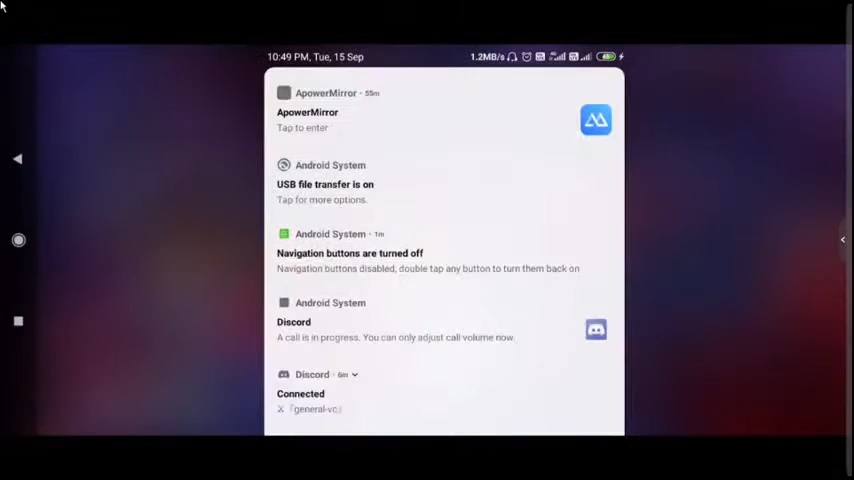 10:49 PM, Tue, 15 Sep
1.2MB/s
ApowerMirror · 55m
ApowerMirror
Tap to enter
Android System
USB file transfer is on
Tap for more options.
Android System · 1m
Navigation buttons are turned off
Navigation buttons disabled, double tap any button to turn them back on
Android System
Discord
A call is in progress. You can only adjust call volume now.
Discord · 6m
Connected
『general-vc』